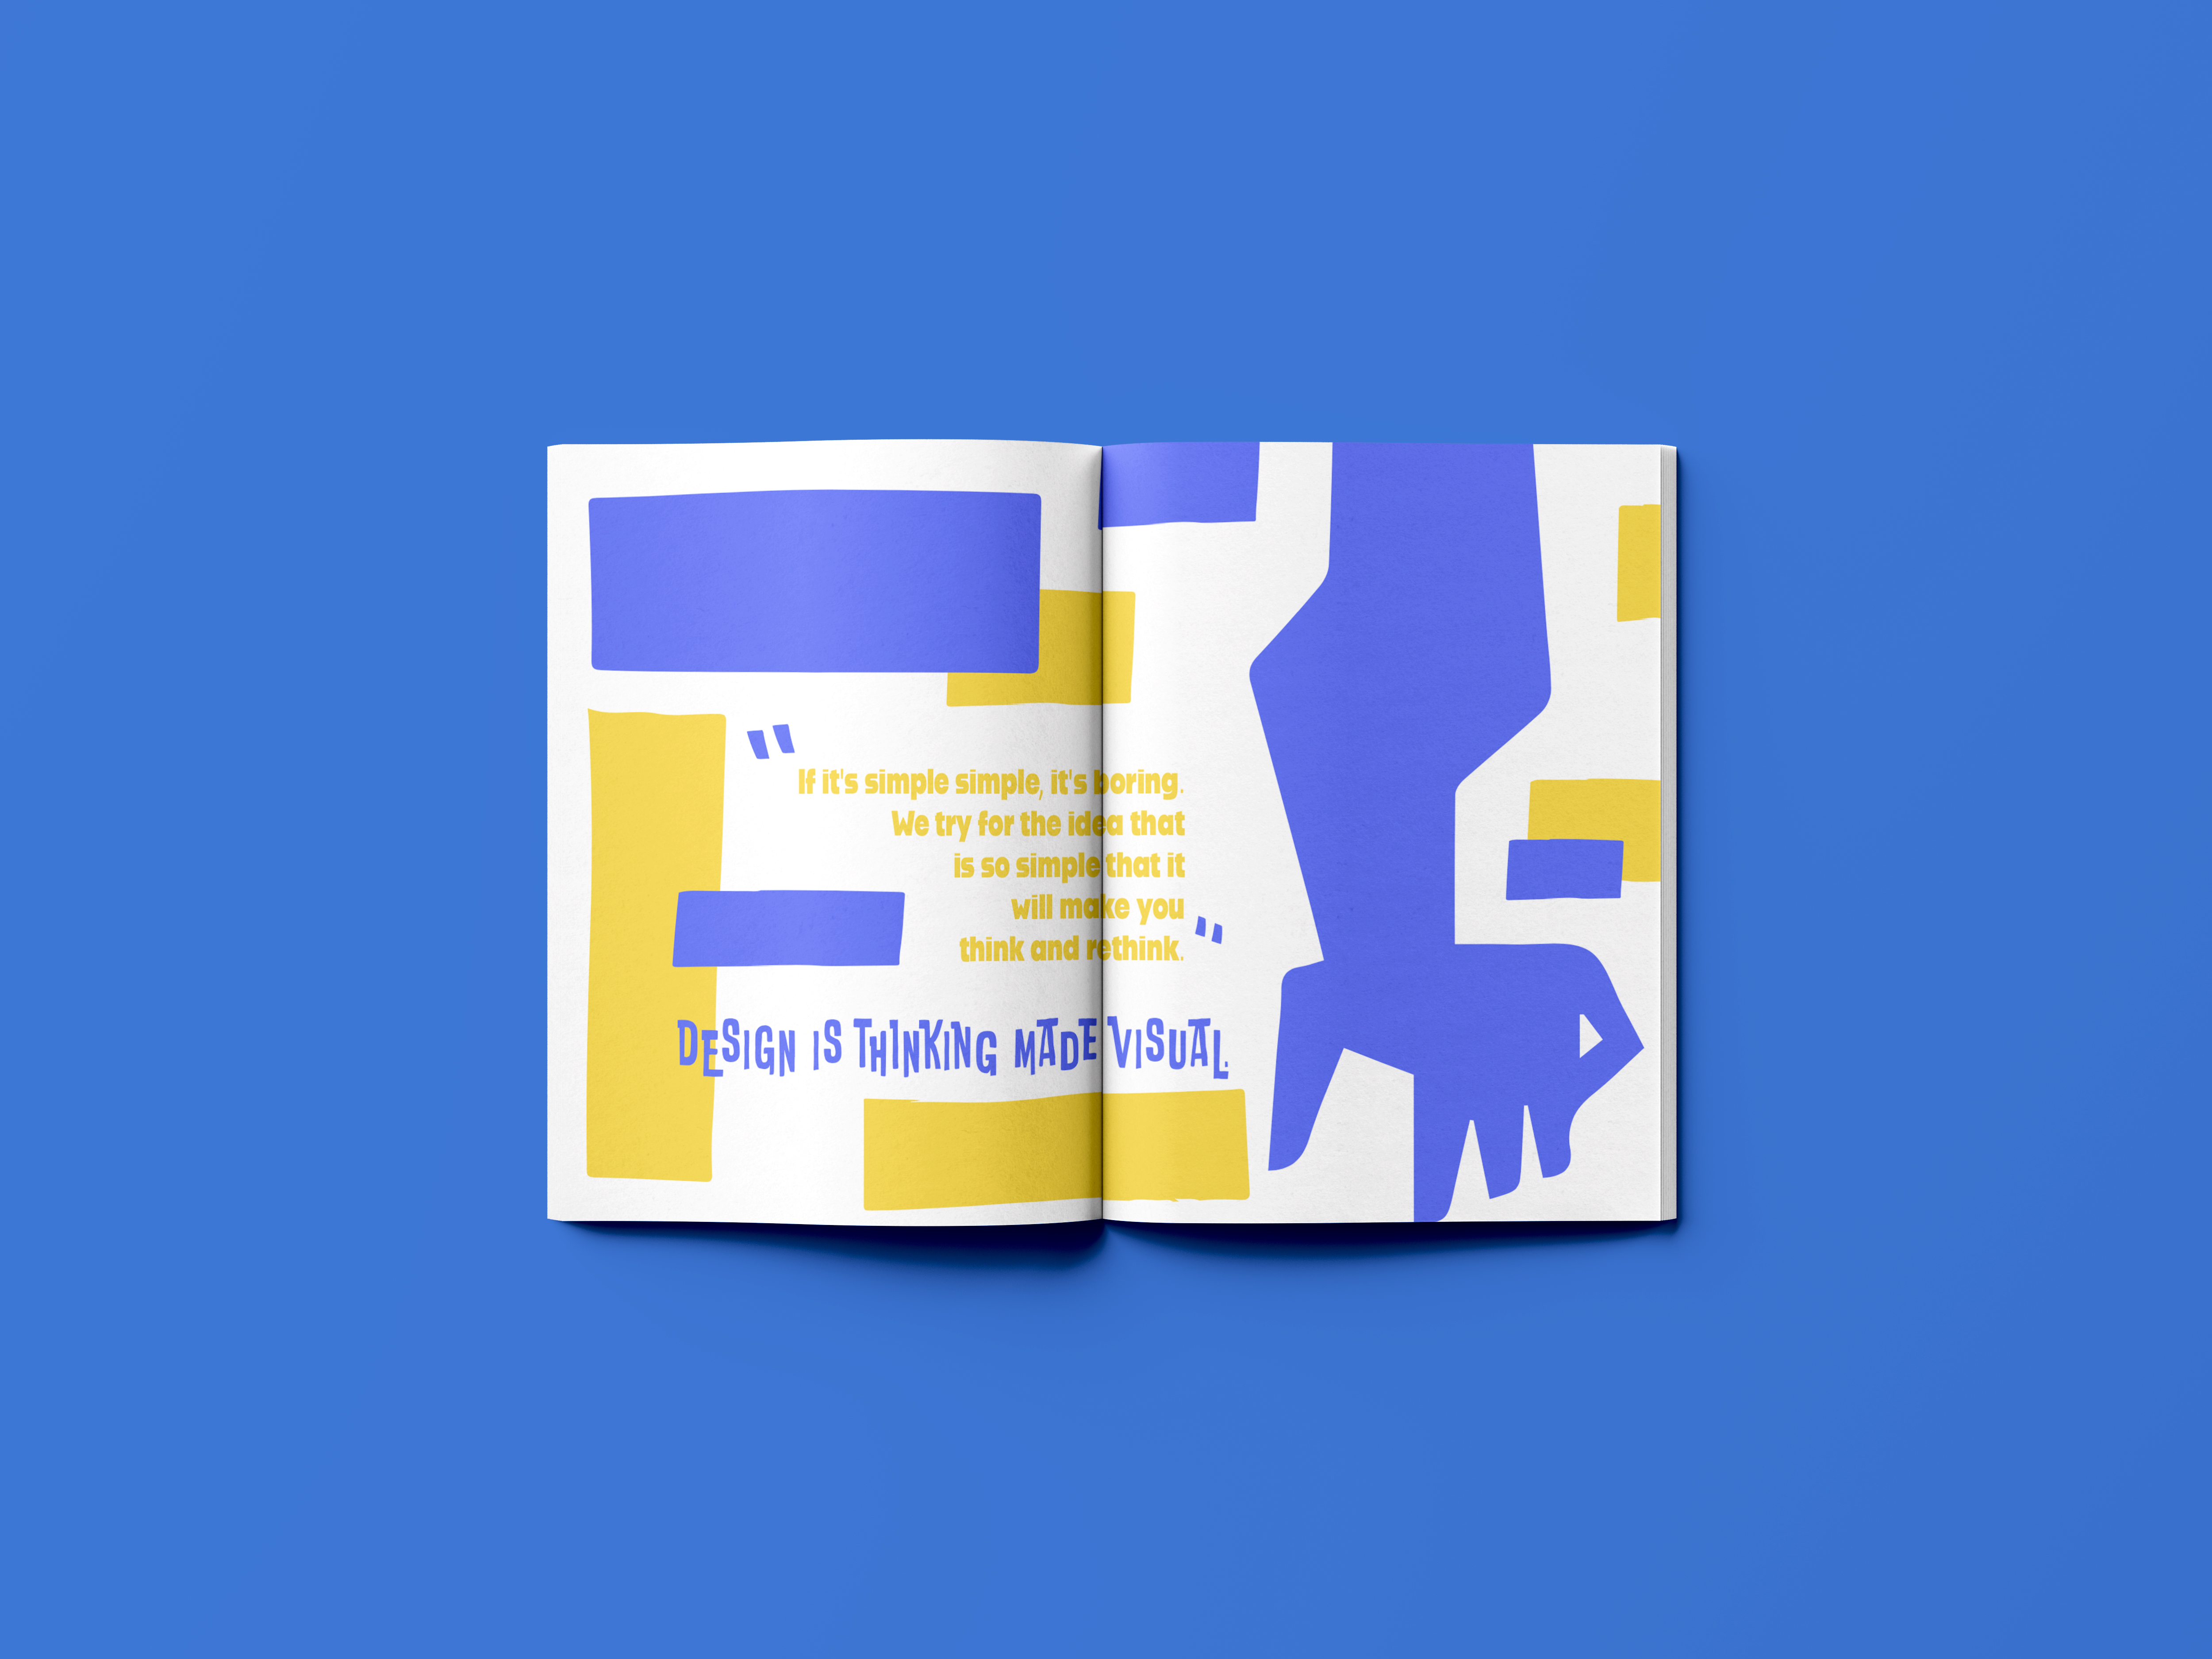 “
If it's simple simple, it's boring.
We try for the idea that
is so simple that it
will make you
think and rethink.”
DESIGN IS THINKING MADE VISUAL.